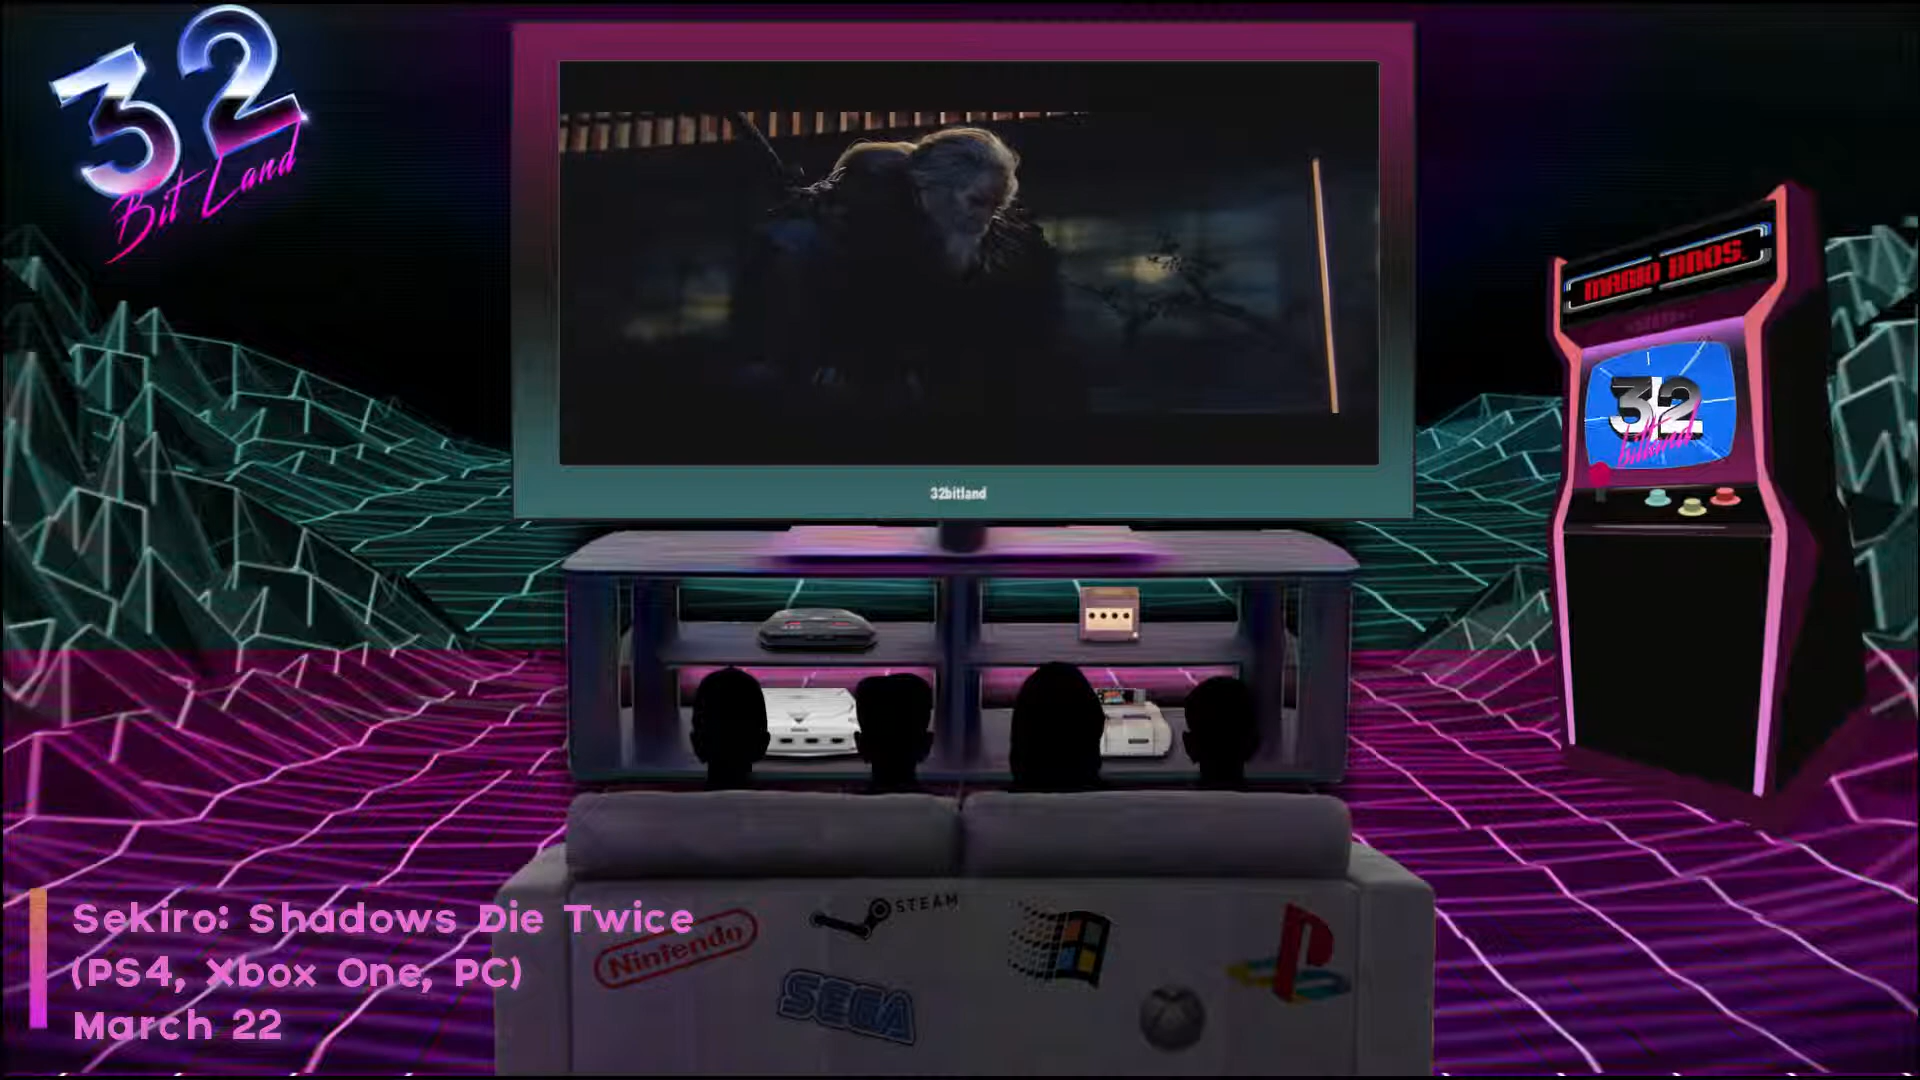 32
Bit Land
MARIO BROS.
32
bitland
32bitland
STEAM
Nintendo
SEGA
Sekiro: Shadows Die Twice
(PS4, Xbox One, PC)
March 22